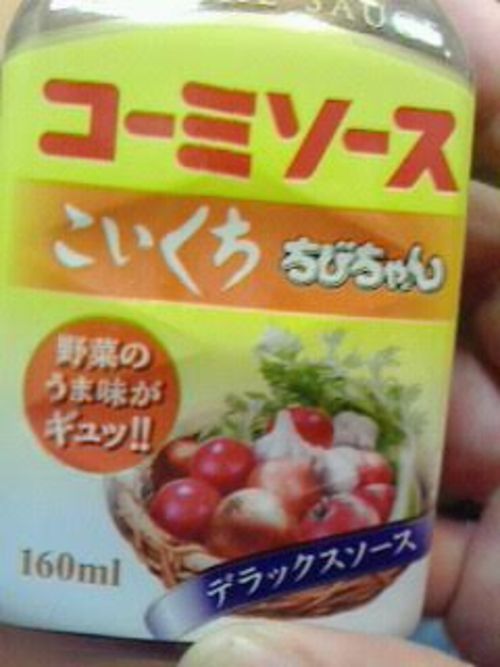 SAU
コーミソース
こいくち ちびちゃん
野菜の
うま味が
ギュッ!!
160ml
デラックスソース